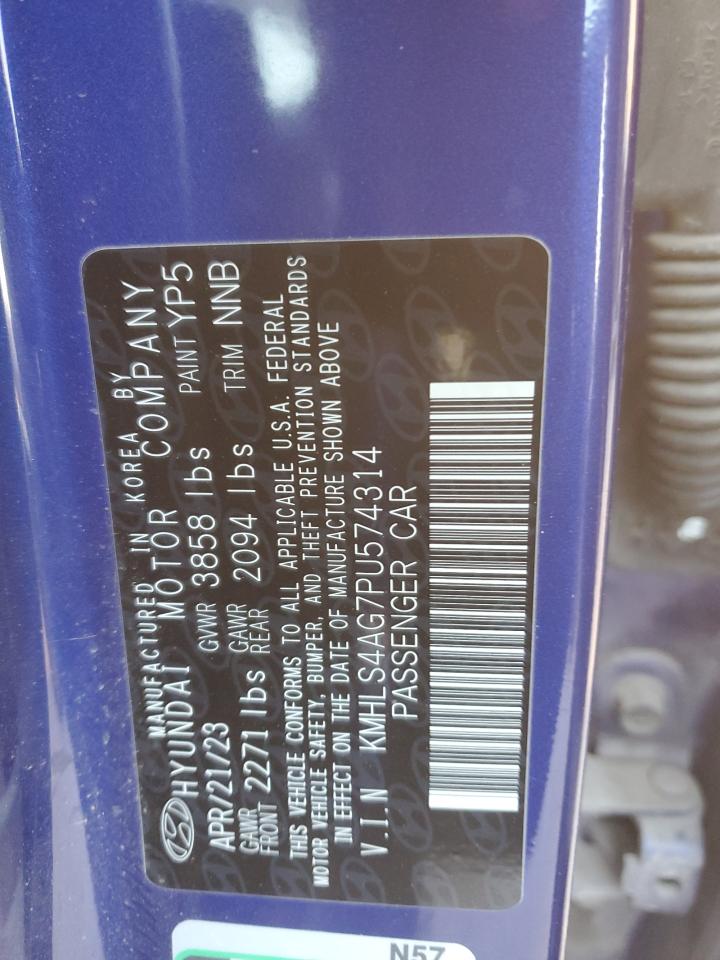 MANUFACTURED IN KOREA BY
HYUNDAI MOTOR COMPANY
APR/21/23 GVWR 3858 lbs PAINT YP5
GAWR FRONT 2271 lbs GAWR REAR 2094 lbs TRIM NNB
THIS VEHICLE CONFORMS TO ALL APPLICABLE U.S.A. FEDERAL
MOTOR VEHICLE SAFETY, BUMPER, AND THEFT PREVENTION STANDARDS
IN EFFECT ON THE DATE OF MANUFACTURE SHOWN ABOVE
V.I.N KMHLS4AG7PU574314
PASSENGER CAR
N57